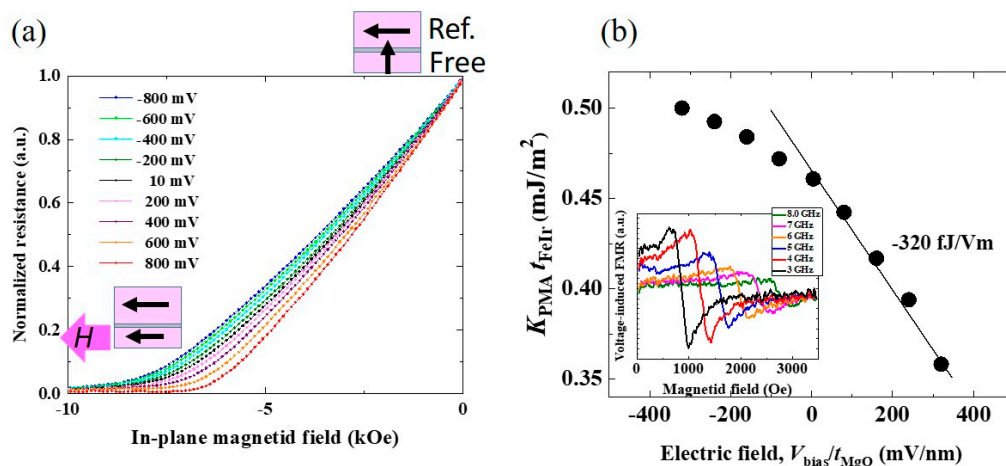 (a)
Ref.
Free
1.0
0.8
0.6
0.4
0.2
0.0
Normalized resistance (a.u.)
-800 mV
-600 mV
-400 mV
-200 mV
10 mV
200 mV
400 mV
600 mV
800 mV
H
-10
-5
0
In-plane magnetid field (kOe)
(b)
0.50
0.45
0.40
0.35
K_PMA t_FeIr (mJ/m²)
-320 fJ/Vm
8.0 GHz
7 GHz
6 GHz
5 GHz
4 GHz
3 GHz
Voltage-induced FMR (a.u.)
0
1000
2000
3000
Magnetid field (Oe)
-400
-200
0
200
400
Electric field, V_bias/t_MgO (mV/nm)